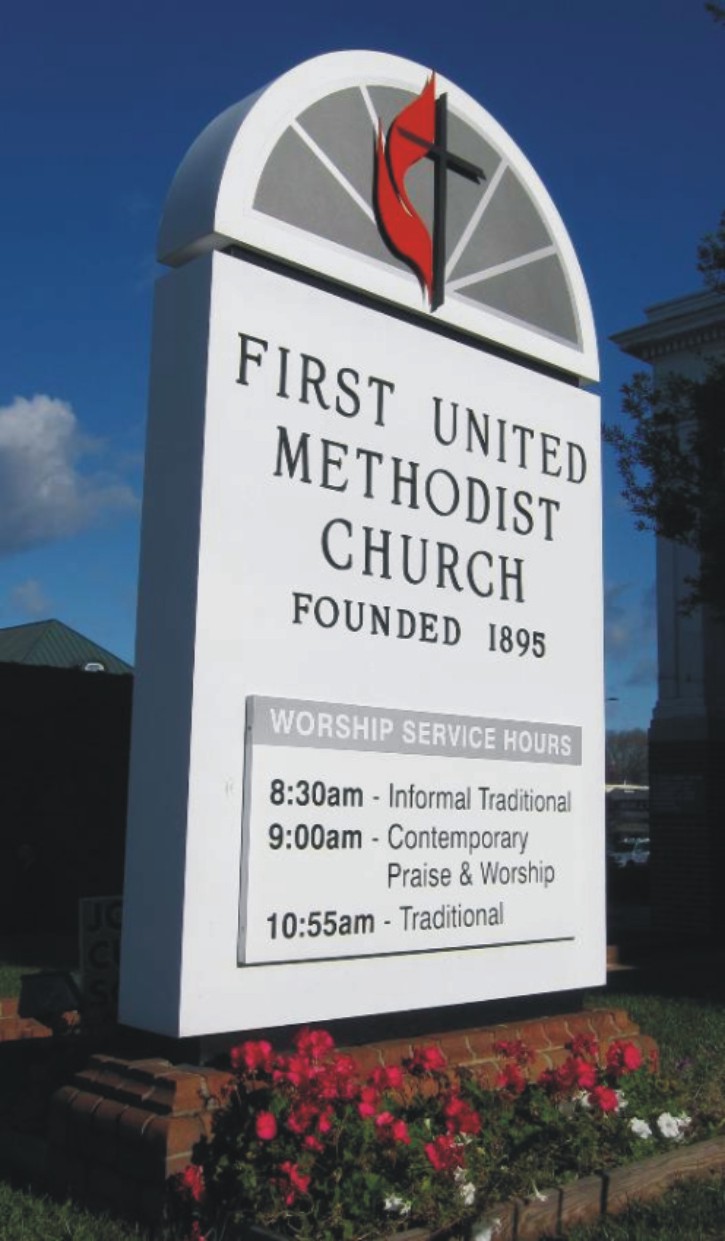 FIRST UNITED
METHODIST
CHURCH
FOUNDED 1895
WORSHIP SERVICE HOURS
8:30am - Informal Traditional
9:00am - Contemporary
Praise & Worship
10:55am - Traditional